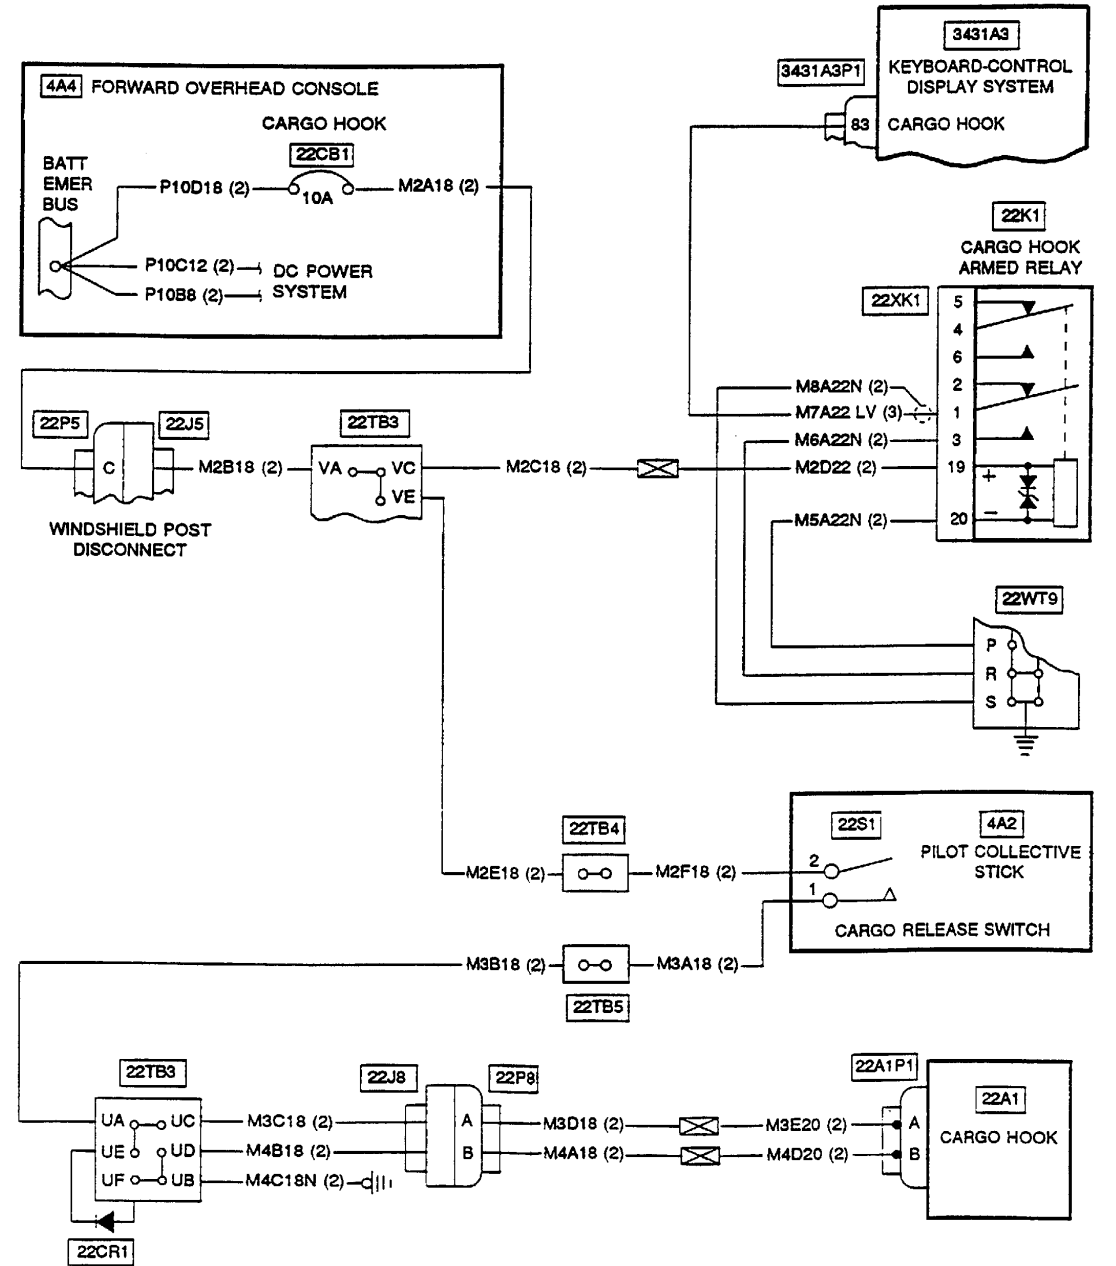 3431A3
3431A3P1
KEYBOARD-CONTROL
DISPLAY SYSTEM
83 CARGO HOOK
4A4 FORWARD OVERHEAD CONSOLE
CARGO HOOK
22CB1
BATT
EMER
BUS
P10D18 (2)
10A
M2A18 (2)
P10C12 (2)
P10B8 (2)
DC POWER
SYSTEM
22K1
CARGO HOOK
ARMED RELAY
22XK1
5
4
6
M8A22N (2) 2
M7A22 LV (3) 1
M6A22N (2) 3
M2D22 (2) 19
+
M5A22N (2) 20
−
22P5
22J5
22TB3
C
M2B18 (2)
VA
VC
VE
M2C18 (2)
WINDSHIELD POST
DISCONNECT
22WT9
P
R
S
22TB4
M2E18 (2)
M2F18 (2)
22S1
4A2
2
1
PILOT COLLECTIVE
STICK
CARGO RELEASE SWITCH
M3B18 (2)
M3A18 (2)
22TB5
22TB3
22J8
22P8
22A1P1
22A1
UA UC M3C18 (2) A M3D18 (2) M3E20 (2) A
CARGO HOOK
UE UD M4B18 (2) B M4A18 (2) M4D20 (2) B
UF UB M4C18N (2)
22CR1